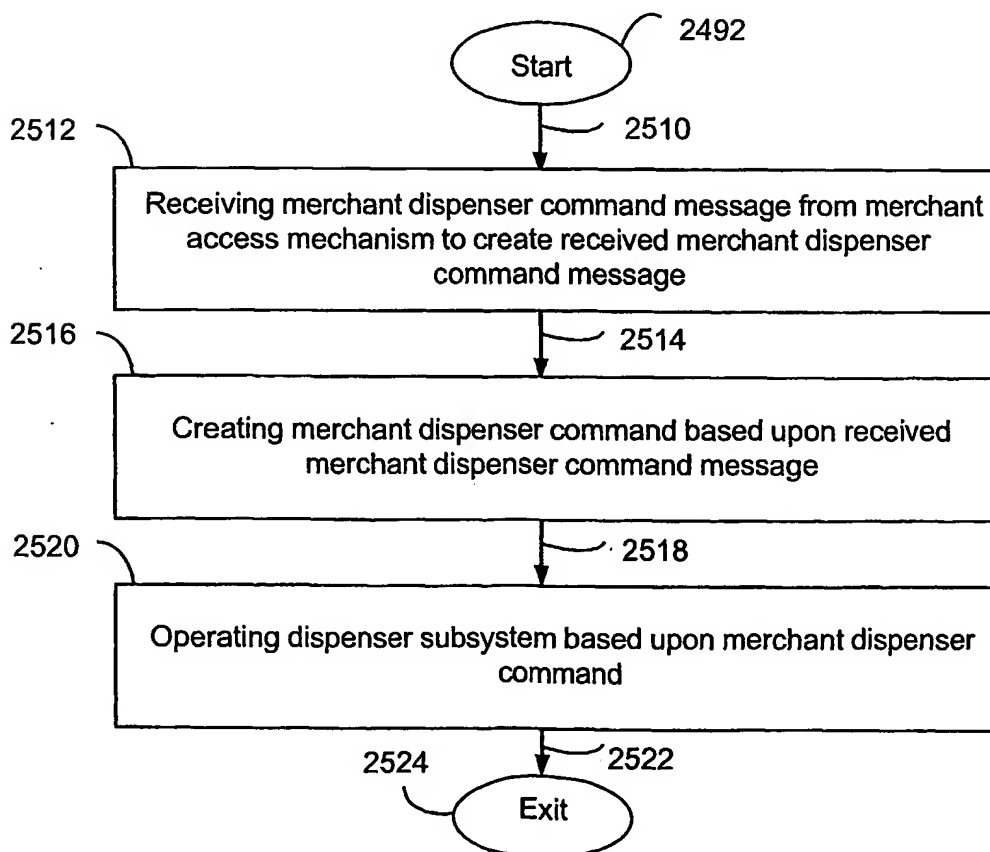 2492
Start
2510
2512
Receiving merchant dispenser command message from merchant
access mechanism to create received merchant dispenser
command message
2514
2516
Creating merchant dispenser command based upon received
merchant dispenser command message
2518
2520
Operating dispenser subsystem based upon merchant dispenser
command
2522
2524
Exit